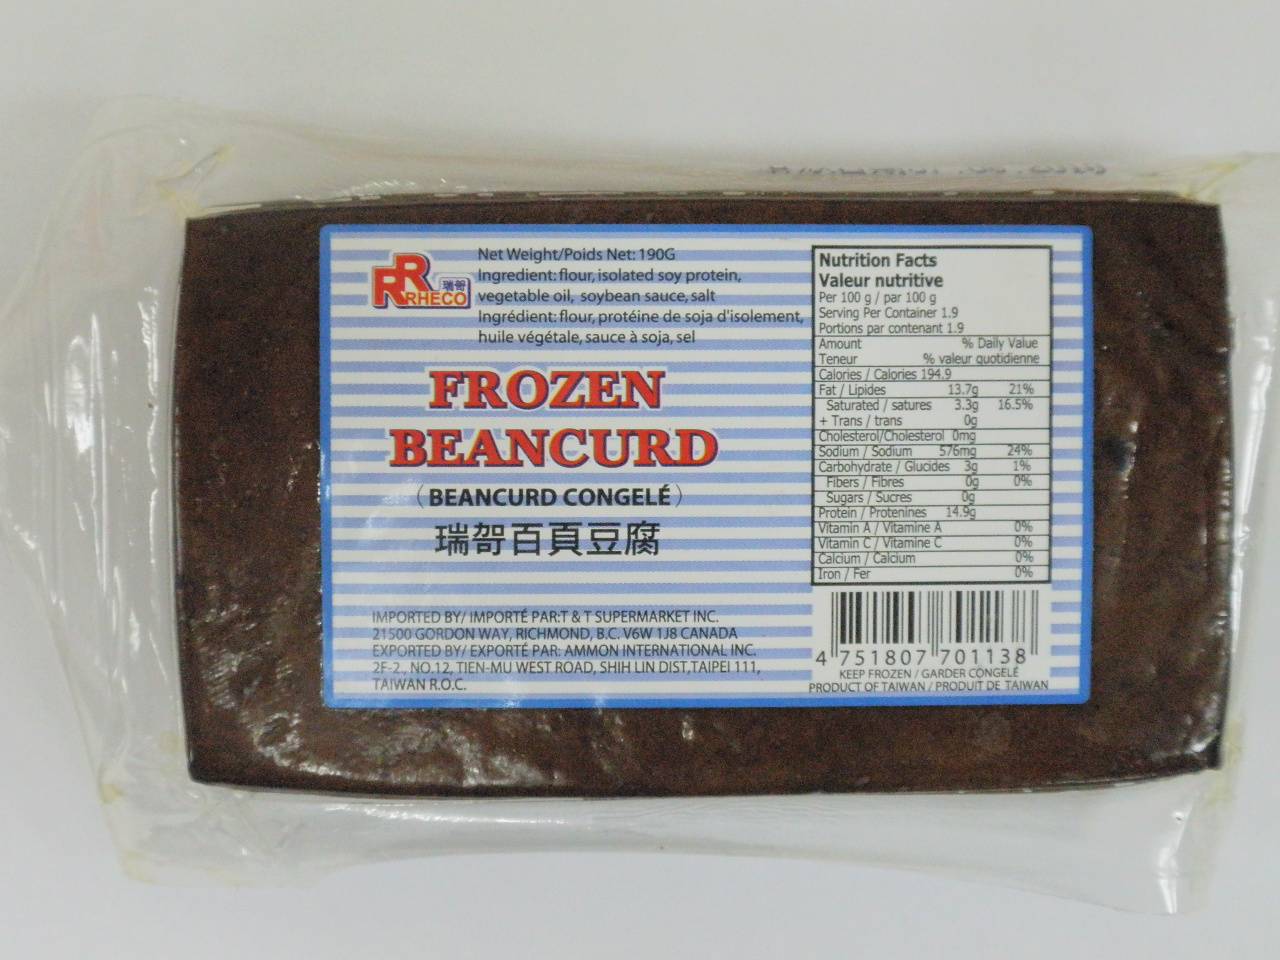 RR
瑞哿
RHECO
Net Weight/Poids Net: 190G
Ingredient: flour, isolated soy protein,
vegetable oil, soybean sauce, salt
Ingrédient: flour, protéine de soja d'isolement,
huile végétale, sauce à soja, sel
FROZEN
BEANCURD
(BEANCURD CONGELÉ)
瑞哿百頁豆腐
IMPORTED BY/ IMPORTÉ PAR:T & T SUPERMARKET INC.
21500 GORDON WAY, RICHMOND, B.C. V6W 1J8 CANADA
EXPORTED BY/ EXPORTÉ PAR: AMMON INTERNATIONAL INC.
2F-2., NO.12, TIEN-MU WEST ROAD, SHIH LIN DIST,TAIPEI 111,
TAIWAN R.O.C.
Nutrition Facts
Valeur nutritive
Per 100 g / par 100 g
Serving Per Container 1.9
Portions par contenant 1.9
Amount % Daily Value
Teneur % valeur quotidienne
Calories / Calories 194.9
Fat / Lipides 13.7g 21%
Saturated / satures 3.3g 16.5%
+ Trans / trans 0g
Cholesterol/Cholesterol 0mg
Sodium / Sodium 576mg 24%
Carbohydrate / Glucides 3g 1%
Fibers / Fibres 0g 0%
Sugars / Sucres 0g
Protein / Protenines 14.9g
Vitamin A / Vitamine A 0%
Vitamin C / Vitamine C 0%
Calcium / Calcium 0%
Iron / Fer 0%
4 751807 701138
KEEP FROZEN / GARDER CONGELÉ
PRODUCT OF TAIWAN / PRODUIT DE TAIWAN